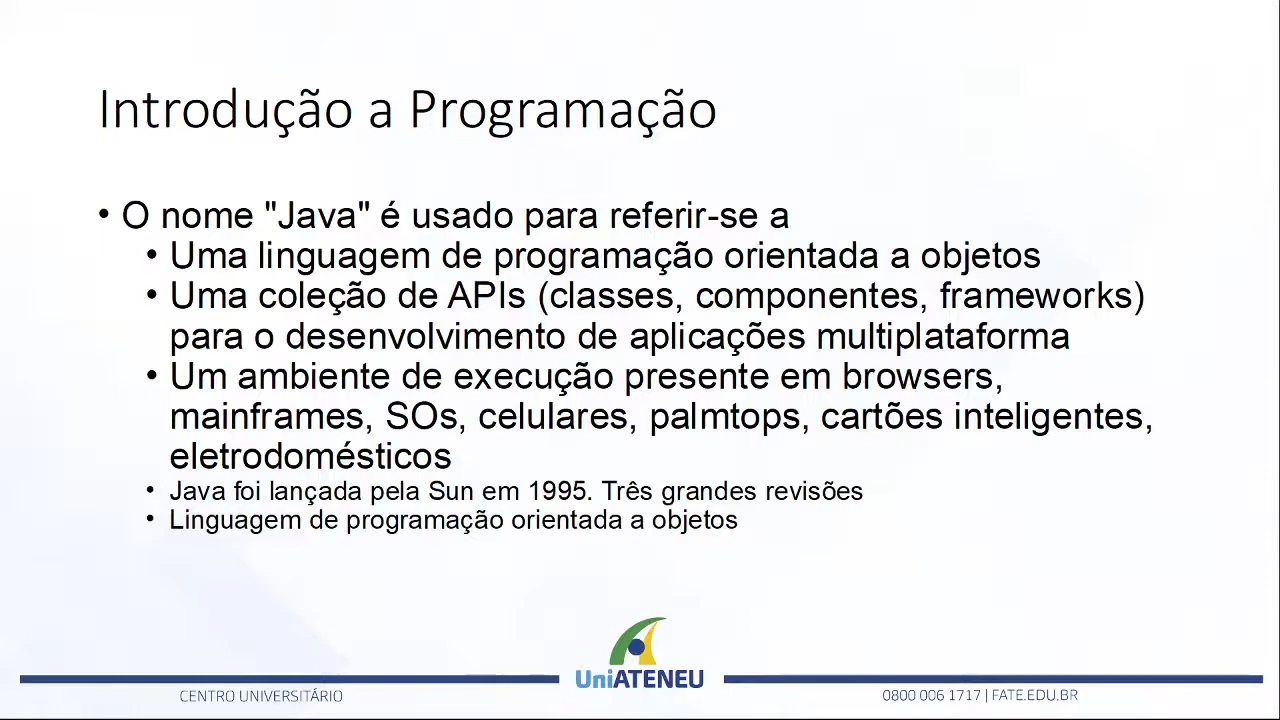 Introdução a Programação
• O nome "Java" é usado para referir-se a
• Uma linguagem de programação orientada a objetos
• Uma coleção de APIs (classes, componentes, frameworks)
para o desenvolvimento de aplicações multiplataforma
• Um ambiente de execução presente em browsers,
mainframes, SOs, celulares, palmtops, cartões inteligentes,
eletrodomésticos
• Java foi lançada pela Sun em 1995. Três grandes revisões
• Linguagem de programação orientada a objetos
UniATENEU
CENTRO UNIVERSITÁRIO
0800 006 1717 | FATE.EDU.BR